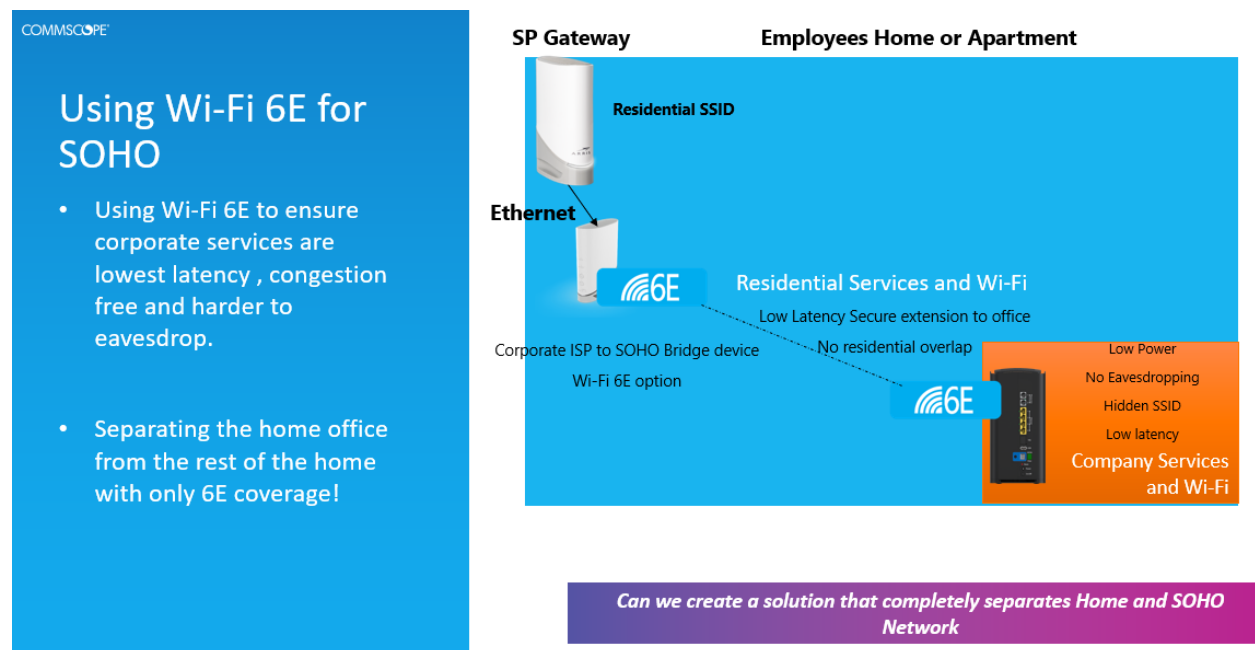 COMMSCOPE®
Using Wi-Fi 6E for
SOHO
• Using Wi-Fi 6E to ensure
corporate services are
lowest latency , congestion
free and harder to
eavesdrop.
• Separating the home office
from the rest of the home
with only 6E coverage!
SP Gateway
Employees Home or Apartment
Residential SSID
Ethernet
6E
Residential Services and Wi-Fi
Low Latency Secure extension to office
No residential overlap
Corporate ISP to SOHO Bridge device
Wi-Fi 6E option
6E
Low Power
No Eavesdropping
Hidden SSID
Low latency
Company Services
and Wi-Fi
Can we create a solution that completely separates Home and SOHO
Network